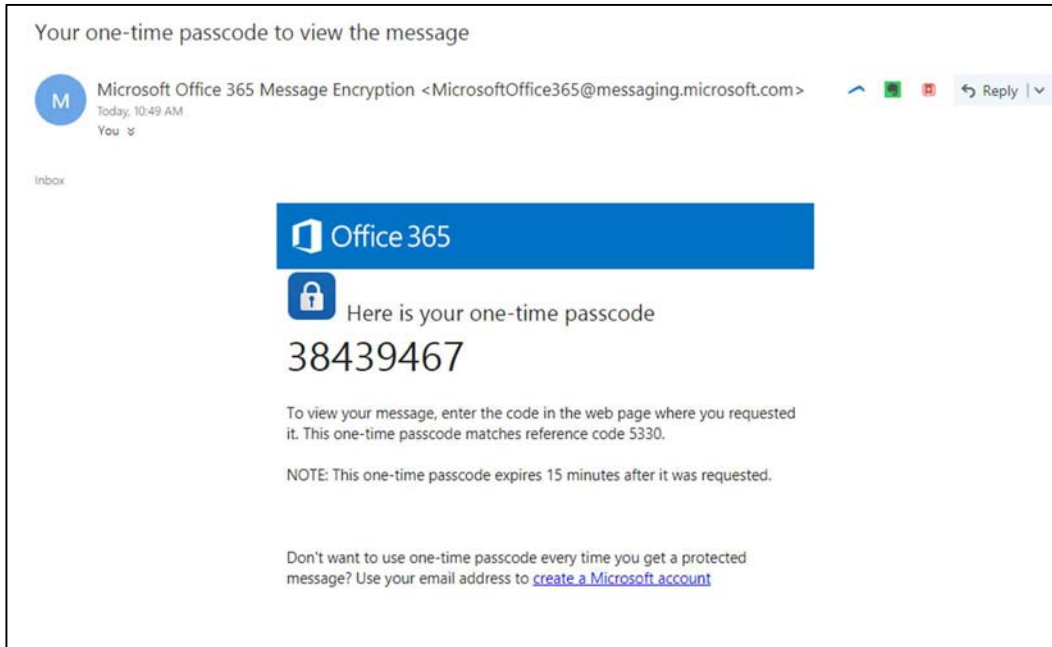 Your one-time passcode to view the message
M
Microsoft Office 365 Message Encryption <MicrosoftOffice365@messaging.microsoft.com>
Reply
Today, 10:49 AM
You
Inbox
Office 365
Here is your one-time passcode
38439467
To view your message, enter the code in the web page where you requested
it. This one-time passcode matches reference code 5330.
NOTE: This one-time passcode expires 15 minutes after it was requested.
Don't want to use one-time passcode every time you get a protected
message? Use your email address to create a Microsoft account